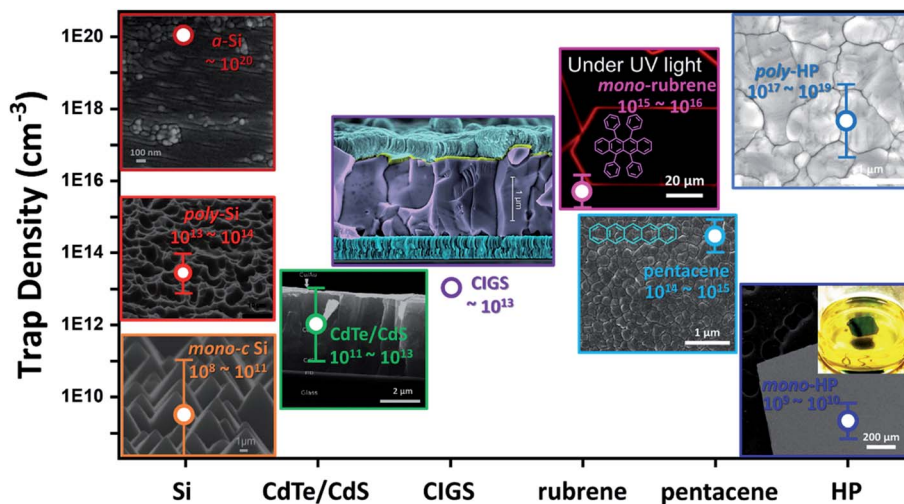 Trap Density (cm⁻³)
1E20
1E18
1E16
1E14
1E12
1E10
a-Si
~ 10²⁰
100 nm
poly-Si
10¹³ ~ 10¹⁴
mono-c Si
10⁸ ~ 10¹¹
1μm
CdTe/CdS
10¹¹ ~ 10¹³
2 μm
1 μm
CIGS
~ 10¹³
Under UV light
mono-rubrene
10¹⁵ ~ 10¹⁶
20 μm
pentacene
10¹⁴ ~ 10¹⁵
1 μm
poly-HP
10¹⁷ ~ 10¹⁹
1 μm
mono-HP
10⁹ ~ 10¹⁰
200 μm
Si
CdTe/CdS
CIGS
rubrene
pentacene
HP